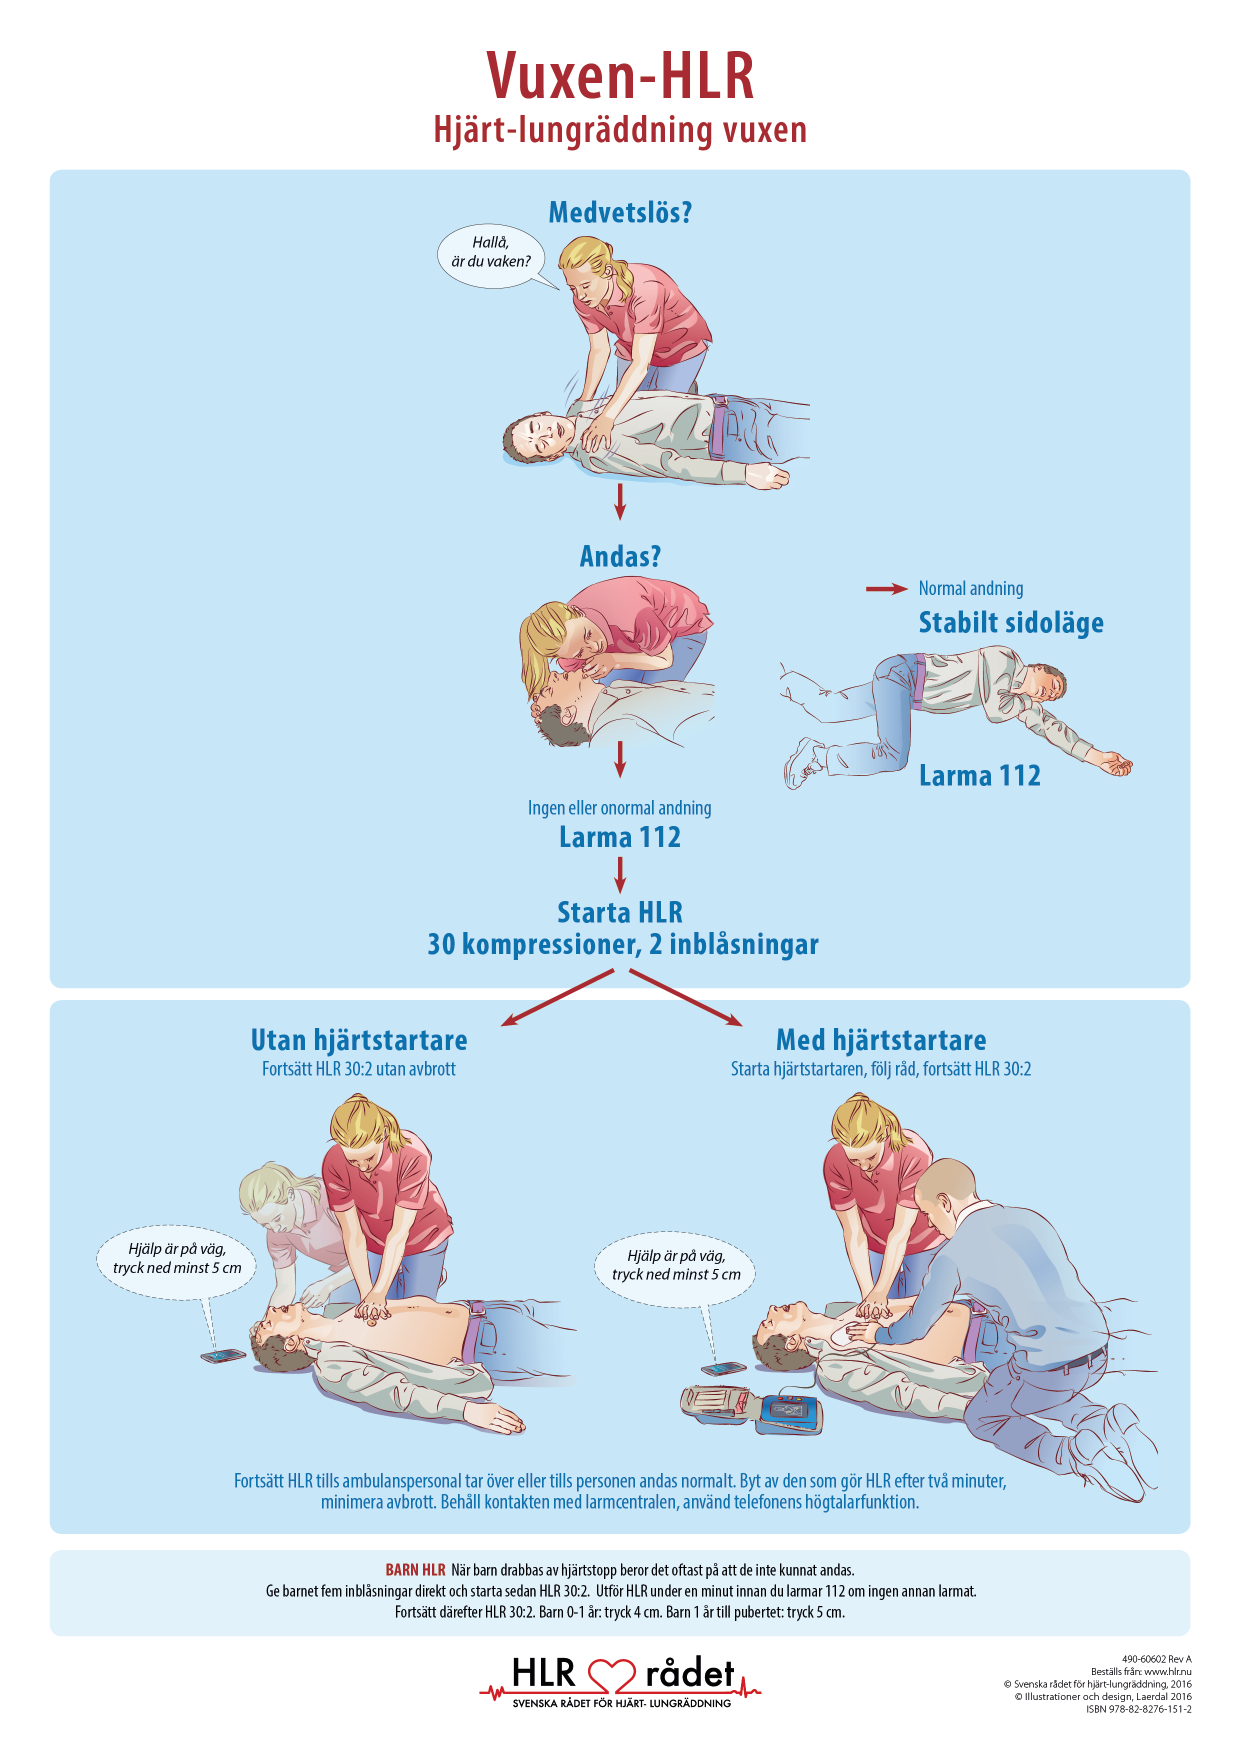 Vuxen-HLR
Hjärt-lungräddning vuxen
Medvetslös?
Hallå,
är du vaken?
Andas?
Normal andning
Stabilt sidoläge
Larma 112
Ingen eller onormal andning
Larma 112
Starta HLR
30 kompressioner, 2 inblåsningar
Utan hjärtstartare
Fortsätt HLR 30:2 utan avbrott
Med hjärtstartare
Starta hjärtstartaren, följ råd, fortsätt HLR 30:2
Hjälp är på väg,
tryck ned minst 5 cm
Hjälp är på väg,
tryck ned minst 5 cm
Fortsätt HLR tills ambulanspersonal tar över eller tills personen andas normalt. Byt av den som gör HLR efter två minuter,
minimera avbrott. Behåll kontakten med larmcentralen, använd telefonens högtalarfunktion.
BARN HLR När barn drabbas av hjärtstopp beror det oftast på att de inte kunnat andas.
Ge barnet fem inblåsningar direkt och starta sedan HLR 30:2. Utför HLR under en minut innan du larmar 112 om ingen annan larmat.
Fortsätt därefter HLR 30:2. Barn 0-1 år: tryck 4 cm. Barn 1 år till pubertet: tryck 5 cm.
HLR rådet
SVENSKA RÅDET FÖR HJÄRT- LUNGRÄDDNING
490-60602 Rev A
Beställs från: www.hlr.nu
© Svenska rådet för hjärt-lungräddning, 2016
© Illustrationer och design, Laerdal 2016
ISBN 978-82-8276-151-2